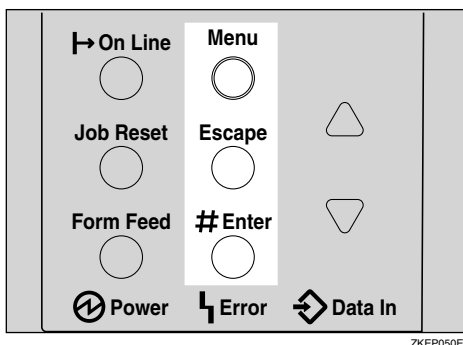 On Line Menu
Job Reset Escape
Form Feed # Enter
Power Error Data In
ZKEP050E